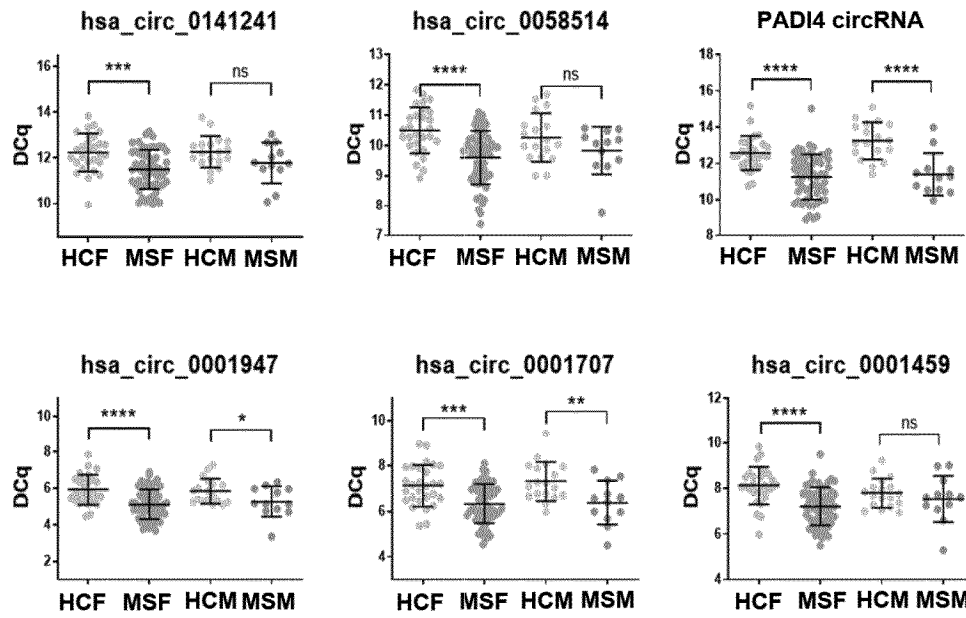 hsa_circ_0141241
16
14
12
10
DCq
***
ns
HCF MSF HCM MSM
hsa_circ_0058514
13
12
11
10
9
8
7
DCq
****
ns
HCF MSF HCM MSM
PADI4 circRNA
18
16
14
12
10
8
DCq
****
****
HCF MSF HCM MSM
hsa_circ_0001947
10
8
6
4
2
DCq
****
*
HCF MSF HCM MSM
hsa_circ_0001707
10
8
6
4
DCq
***
**
HCF MSF HCM MSM
hsa_circ_0001459
12
10
8
6
4
DCq
****
ns
HCF MSF HCM MSM